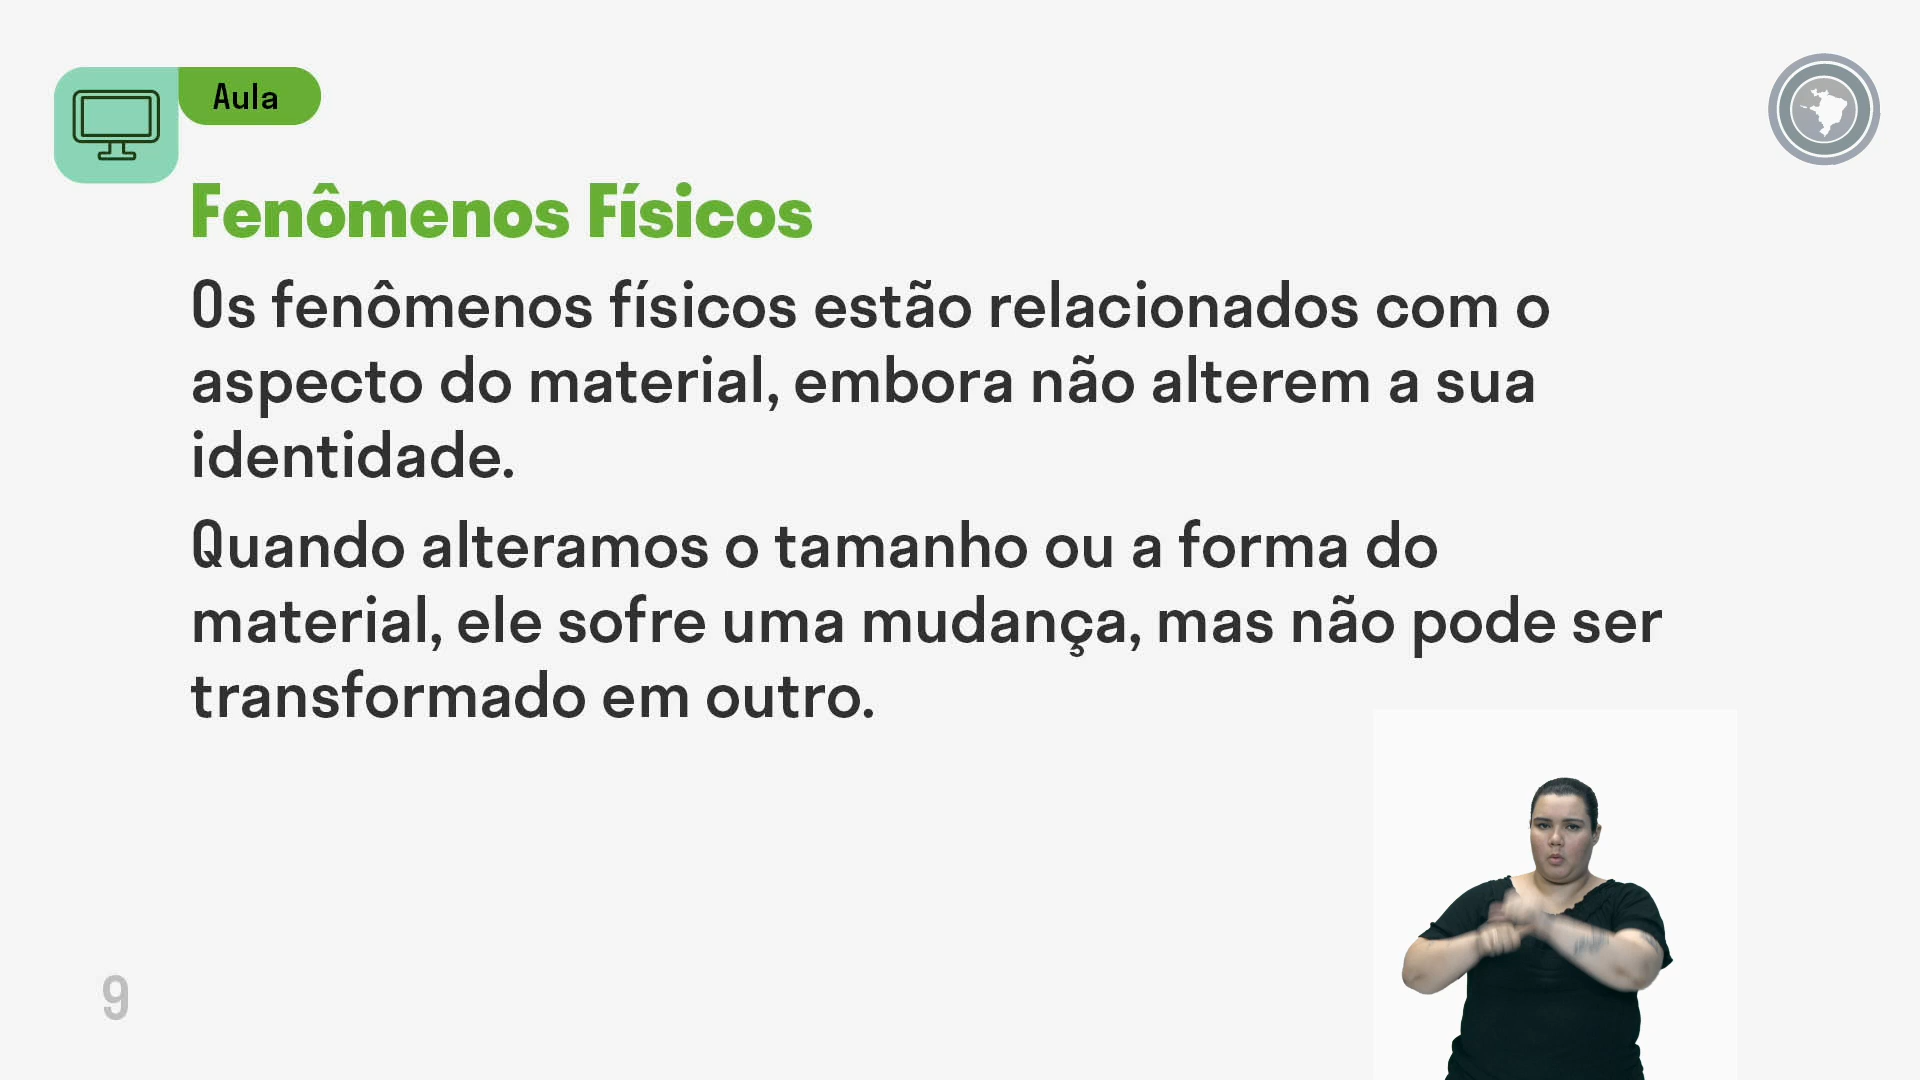 Aula
Fenômenos Físicos
Os fenômenos físicos estão relacionados com o
aspecto do material, embora não alterem a sua
identidade.
Quando alteramos o tamanho ou a forma do
material, ele sofre uma mudança, mas não pode ser
transformado em outro.
9